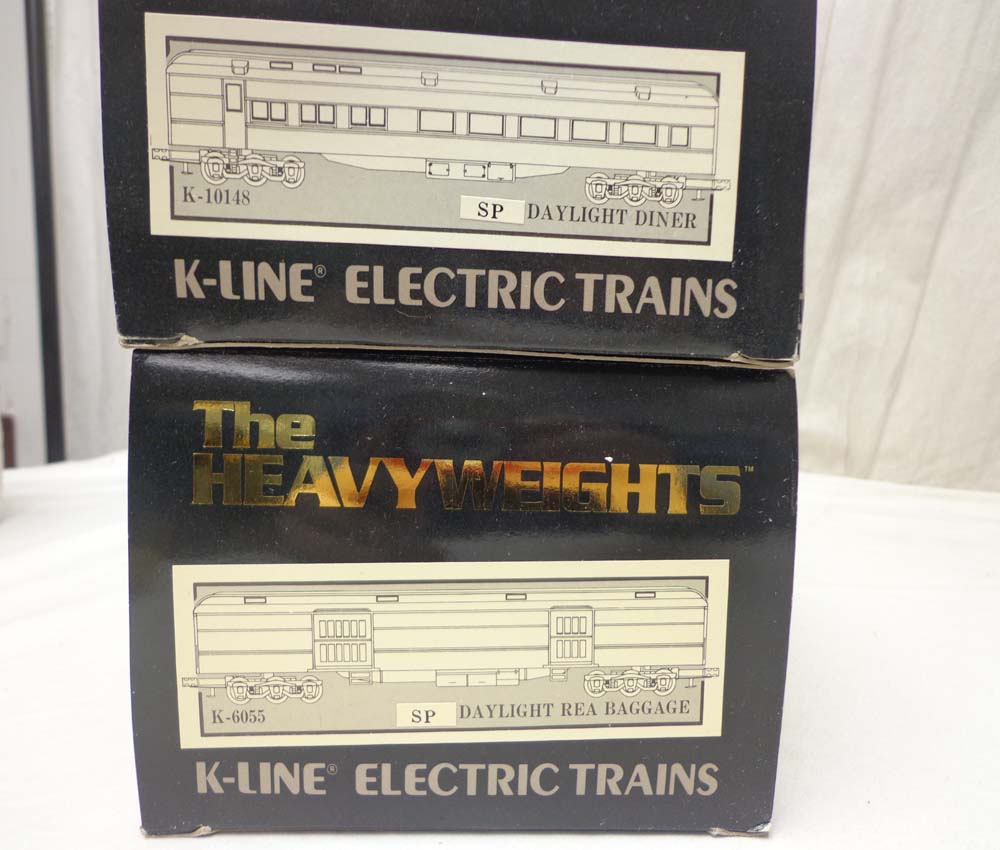 K-10148
SP DAYLIGHT DINER
K-LINE® ELECTRIC TRAINS
The
HEAVYWEIGHTS™
K-6055
SP DAYLIGHT REA BAGGAGE
K-LINE® ELECTRIC TRAINS